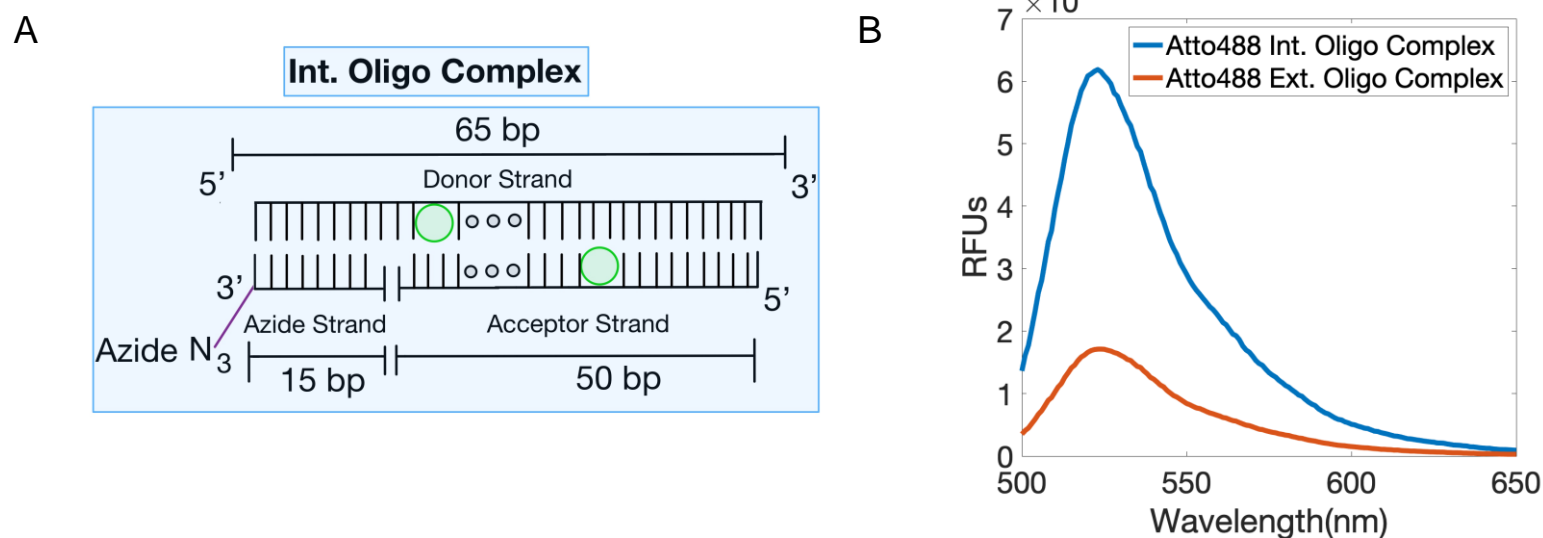 A
Int. Oligo Complex
65 bp
5’
3’
Donor Strand
3’
5’
Azide Strand
Acceptor Strand
Azide N3
15 bp
50 bp
B
×10
7
6
5
4
3
2
1
0
RFUs
Atto488 Int. Oligo Complex
Atto488 Ext. Oligo Complex
500
550
600
650
Wavelength(nm)